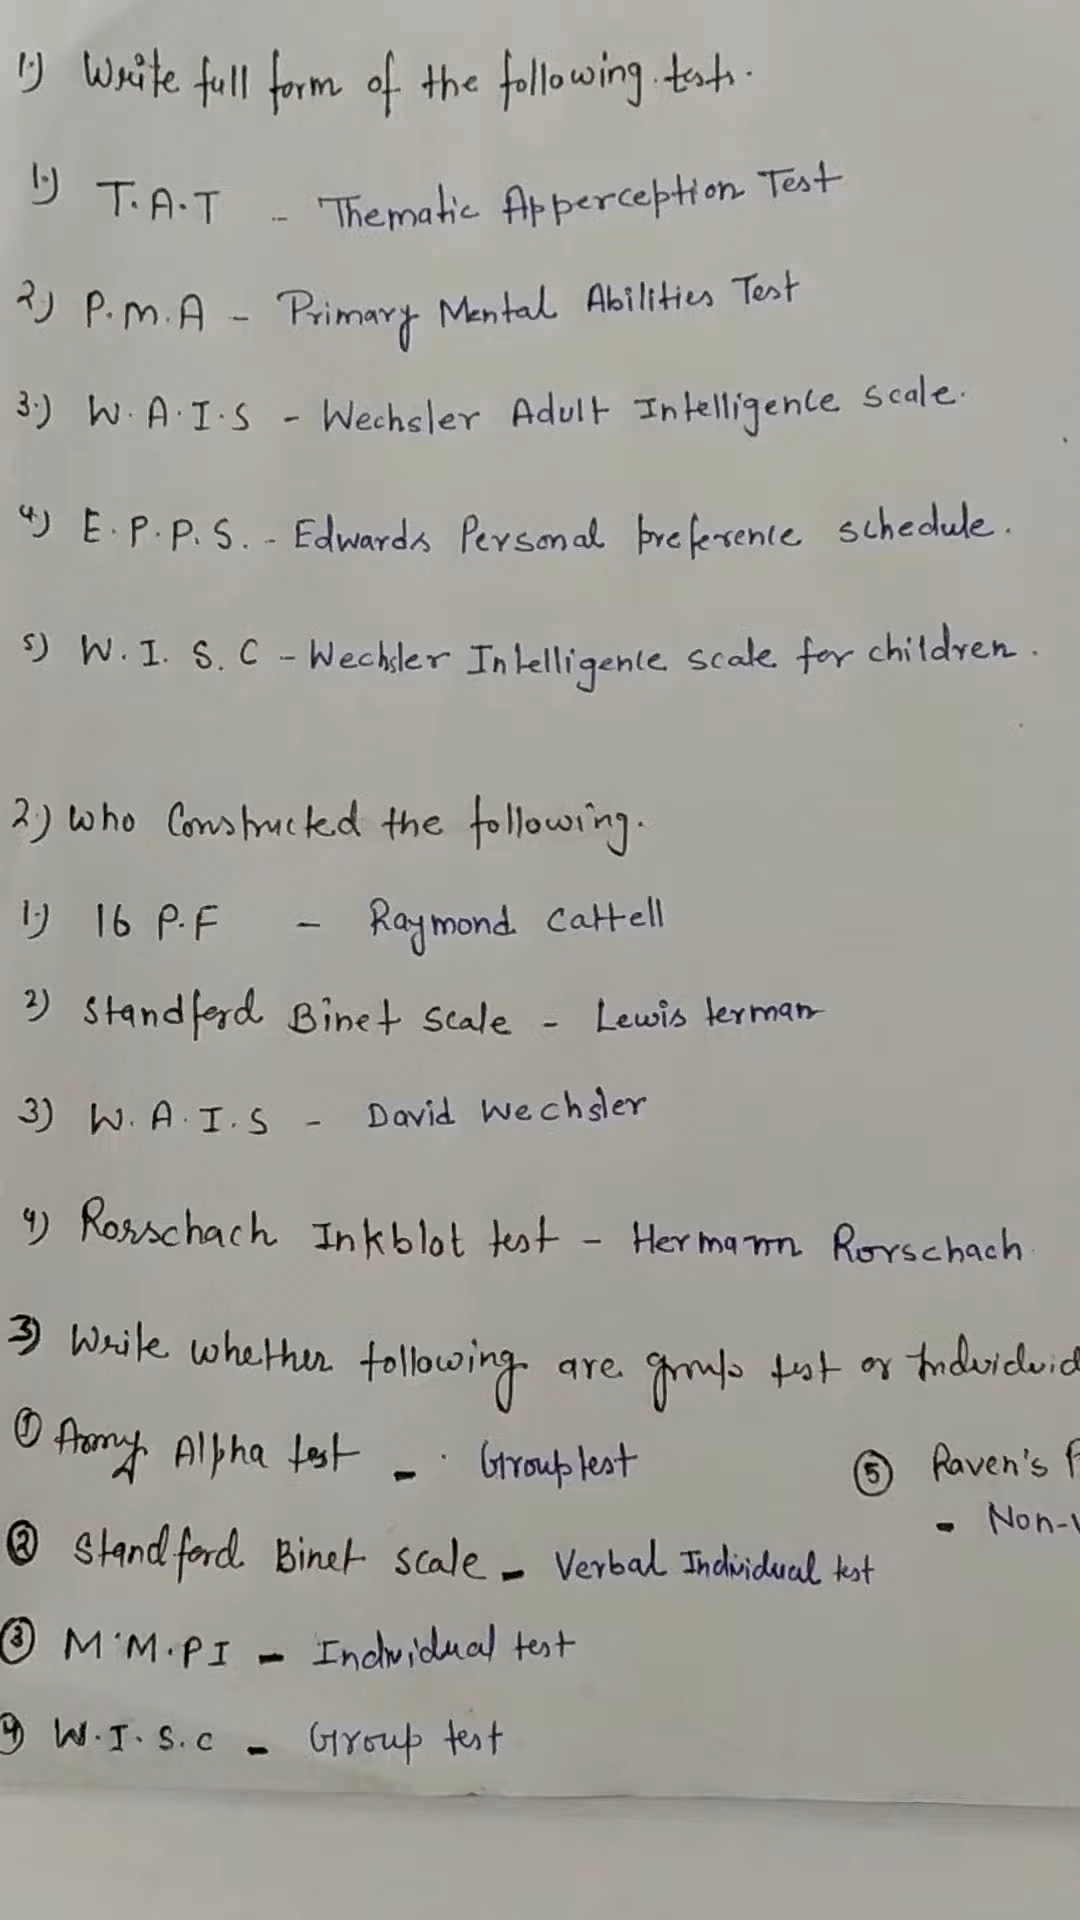 1.) Write full form of the following tests.
1.) T.A.T - Thematic Apperception Test
2.) P.M.A - Primary Mental Abilities Test
3.) W.A.I.S - Wechsler Adult Intelligence scale.
4.) E.P.P.S. - Edwards Personal preference schedule.
5) W.I.S.C - Wechsler Intelligence scale for children.
2.) Who Constructed the following.
1.) 16 P.F - Raymond Cattell
2) Standferd Binet Scale - Lewis terman
3) W.A.I.S - David Wechsler
4) Rorschach Inkblot test - Hermann Rorschach
3) Write whether following are group test or
① Army Alpha test - Group test
⑤ Raven's
- Non-
② Standford Binet scale - Verbal Individual test
③ M.M.PI - Individual test
④ W.I.S.C - Group test